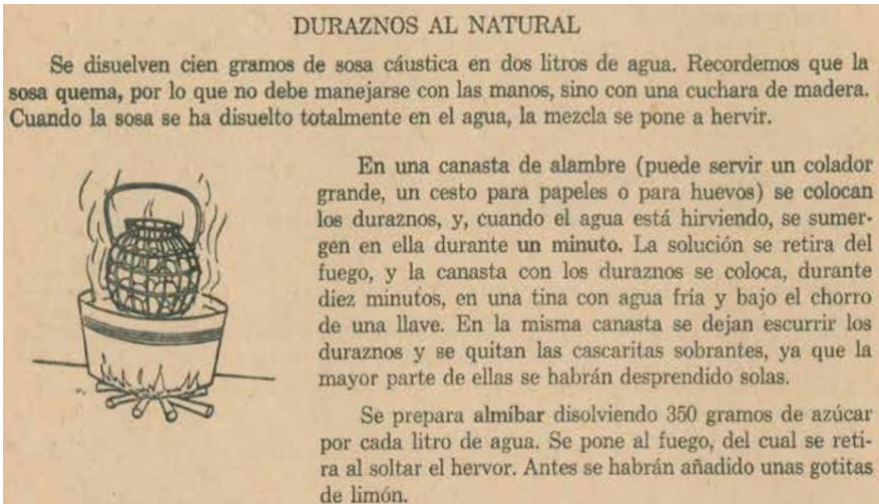 DURAZNOS AL NATURAL
Se disuelven cien gramos de sosa cáustica en dos litros de agua. Recordemos que la
sosa quema, por lo que no debe manejarse con las manos, sino con una cuchara de madera.
Cuando la sosa se ha disuelto totalmente en el agua, la mezcla se pone a hervir.
En una canasta de alambre (puede servir un colador
grande, un cesto para papeles o para huevos) se colocan
los duraznos, y, cuando el agua está hirviendo, se sumer-
gen en ella durante un minuto. La solución se retira del
fuego, y la canasta con los duraznos se coloca, durante
diez minutos, en una tina con agua fría y bajo el chorro
de una llave. En la misma canasta se dejan escurrir los
duraznos y se quitan las cascaritas sobrantes, ya que la
mayor parte de ellas se habrán desprendido solas.
Se prepara almíbar disolviendo 350 gramos de azúcar
por cada litro de agua. Se pone al fuego, del cual se reti-
ra al soltar el hervor. Antes se habrán añadido unas gotitas
de limón.